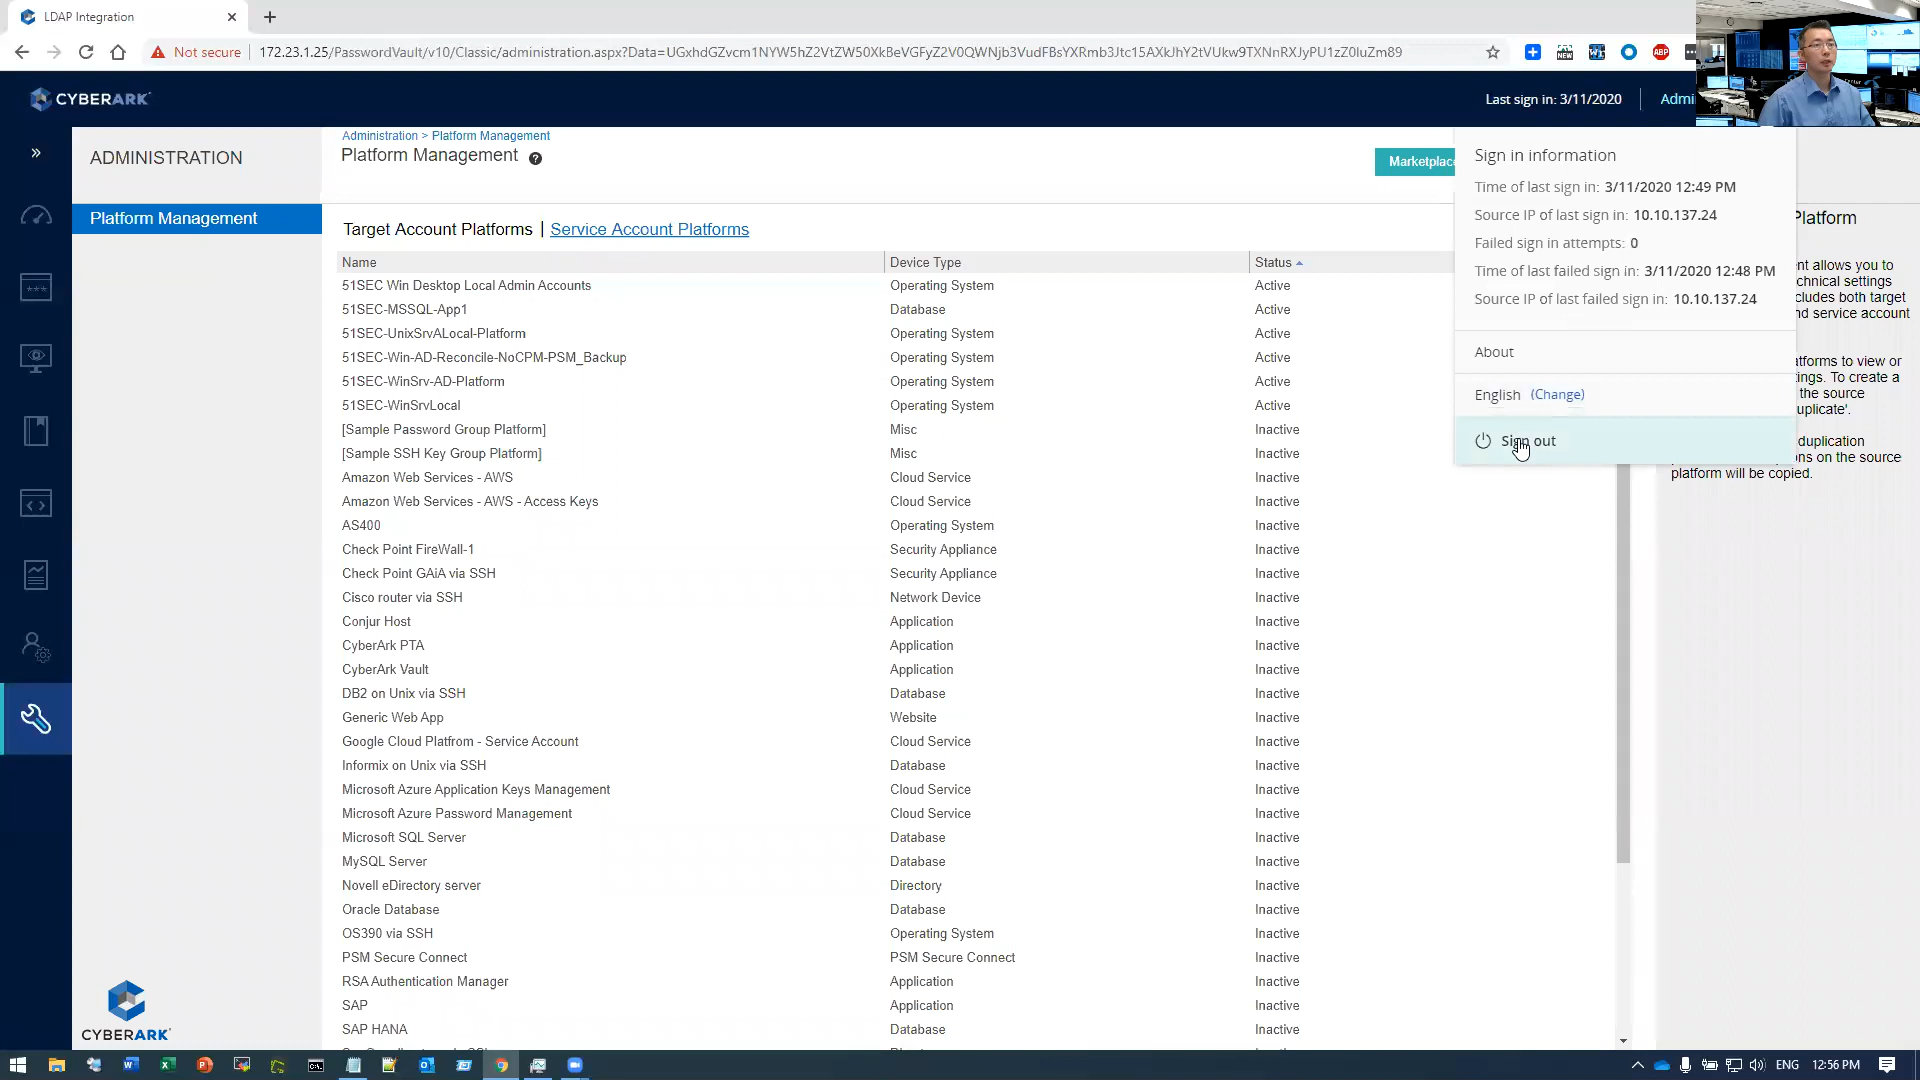 LDAP Integration
Not secure
172.23.1.25/PasswordVault/v10/Classic/administration.aspx?Data=UGxhdGZvcm1NYW5hZ2VtZW50XkBeVGFyZ2V0QWNjb3VudFBsYXRmb3Jtc15AXkJhY2tVUkw9TXNnRXJyPU1zZ0luZm89
NEW
ABP
CYBERARK
Last sign in: 3/11/2020
Admi
ADMINISTRATION
Administration > Platform Management
Platform Management ?
Marketplac
Platform Management
Target Account Platforms | Service Account Platforms
Name Device Type Status
51SEC Win Desktop Local Admin Accounts Operating System Active
51SEC-MSSQL-App1 Database Active
51SEC-UnixSrvALocal-Platform Operating System Active
51SEC-Win-AD-Reconcile-NoCPM-PSM_Backup Operating System Active
51SEC-WinSrv-AD-Platform Operating System Active
51SEC-WinSrvLocal Operating System Active
[Sample Password Group Platform] Misc Inactive
[Sample SSH Key Group Platform] Misc Inactive
Amazon Web Services - AWS Cloud Service Inactive
Amazon Web Services - AWS - Access Keys Cloud Service Inactive
AS400 Operating System Inactive
Check Point FireWall-1 Security Appliance Inactive
Check Point GAiA via SSH Security Appliance Inactive
Cisco router via SSH Network Device Inactive
Conjur Host Application Inactive
CyberArk PTA Application Inactive
CyberArk Vault Application Inactive
DB2 on Unix via SSH Database Inactive
Generic Web App Website Inactive
Google Cloud Platfrom - Service Account Cloud Service Inactive
Informix on Unix via SSH Database Inactive
Microsoft Azure Application Keys Management Cloud Service Inactive
Microsoft Azure Password Management Cloud Service Inactive
Microsoft SQL Server Database Inactive
MySQL Server Database Inactive
Novell eDirectory server Directory Inactive
Oracle Database Database Inactive
OS390 via SSH Operating System Inactive
PSM Secure Connect PSM Secure Connect Inactive
RSA Authentication Manager Application Inactive
SAP Application Inactive
SAP HANA Database Inactive
Sign in information
Time of last sign in: 3/11/2020 12:49 PM
Source IP of last sign in: 10.10.137.24
Failed sign in attempts: 0
Time of last failed sign in: 3/11/2020 12:48 PM
Source IP of last failed sign in: 10.10.137.24
About
English (Change)
Sign out
Platform
nt allows you to
chnical settings
cludes both target
nd service account
atforms to view or
ings. To create a
the source
uplicate'.
duplication
ns on the source
platform will be copied.
CYBERARK
ENG
12:56 PM